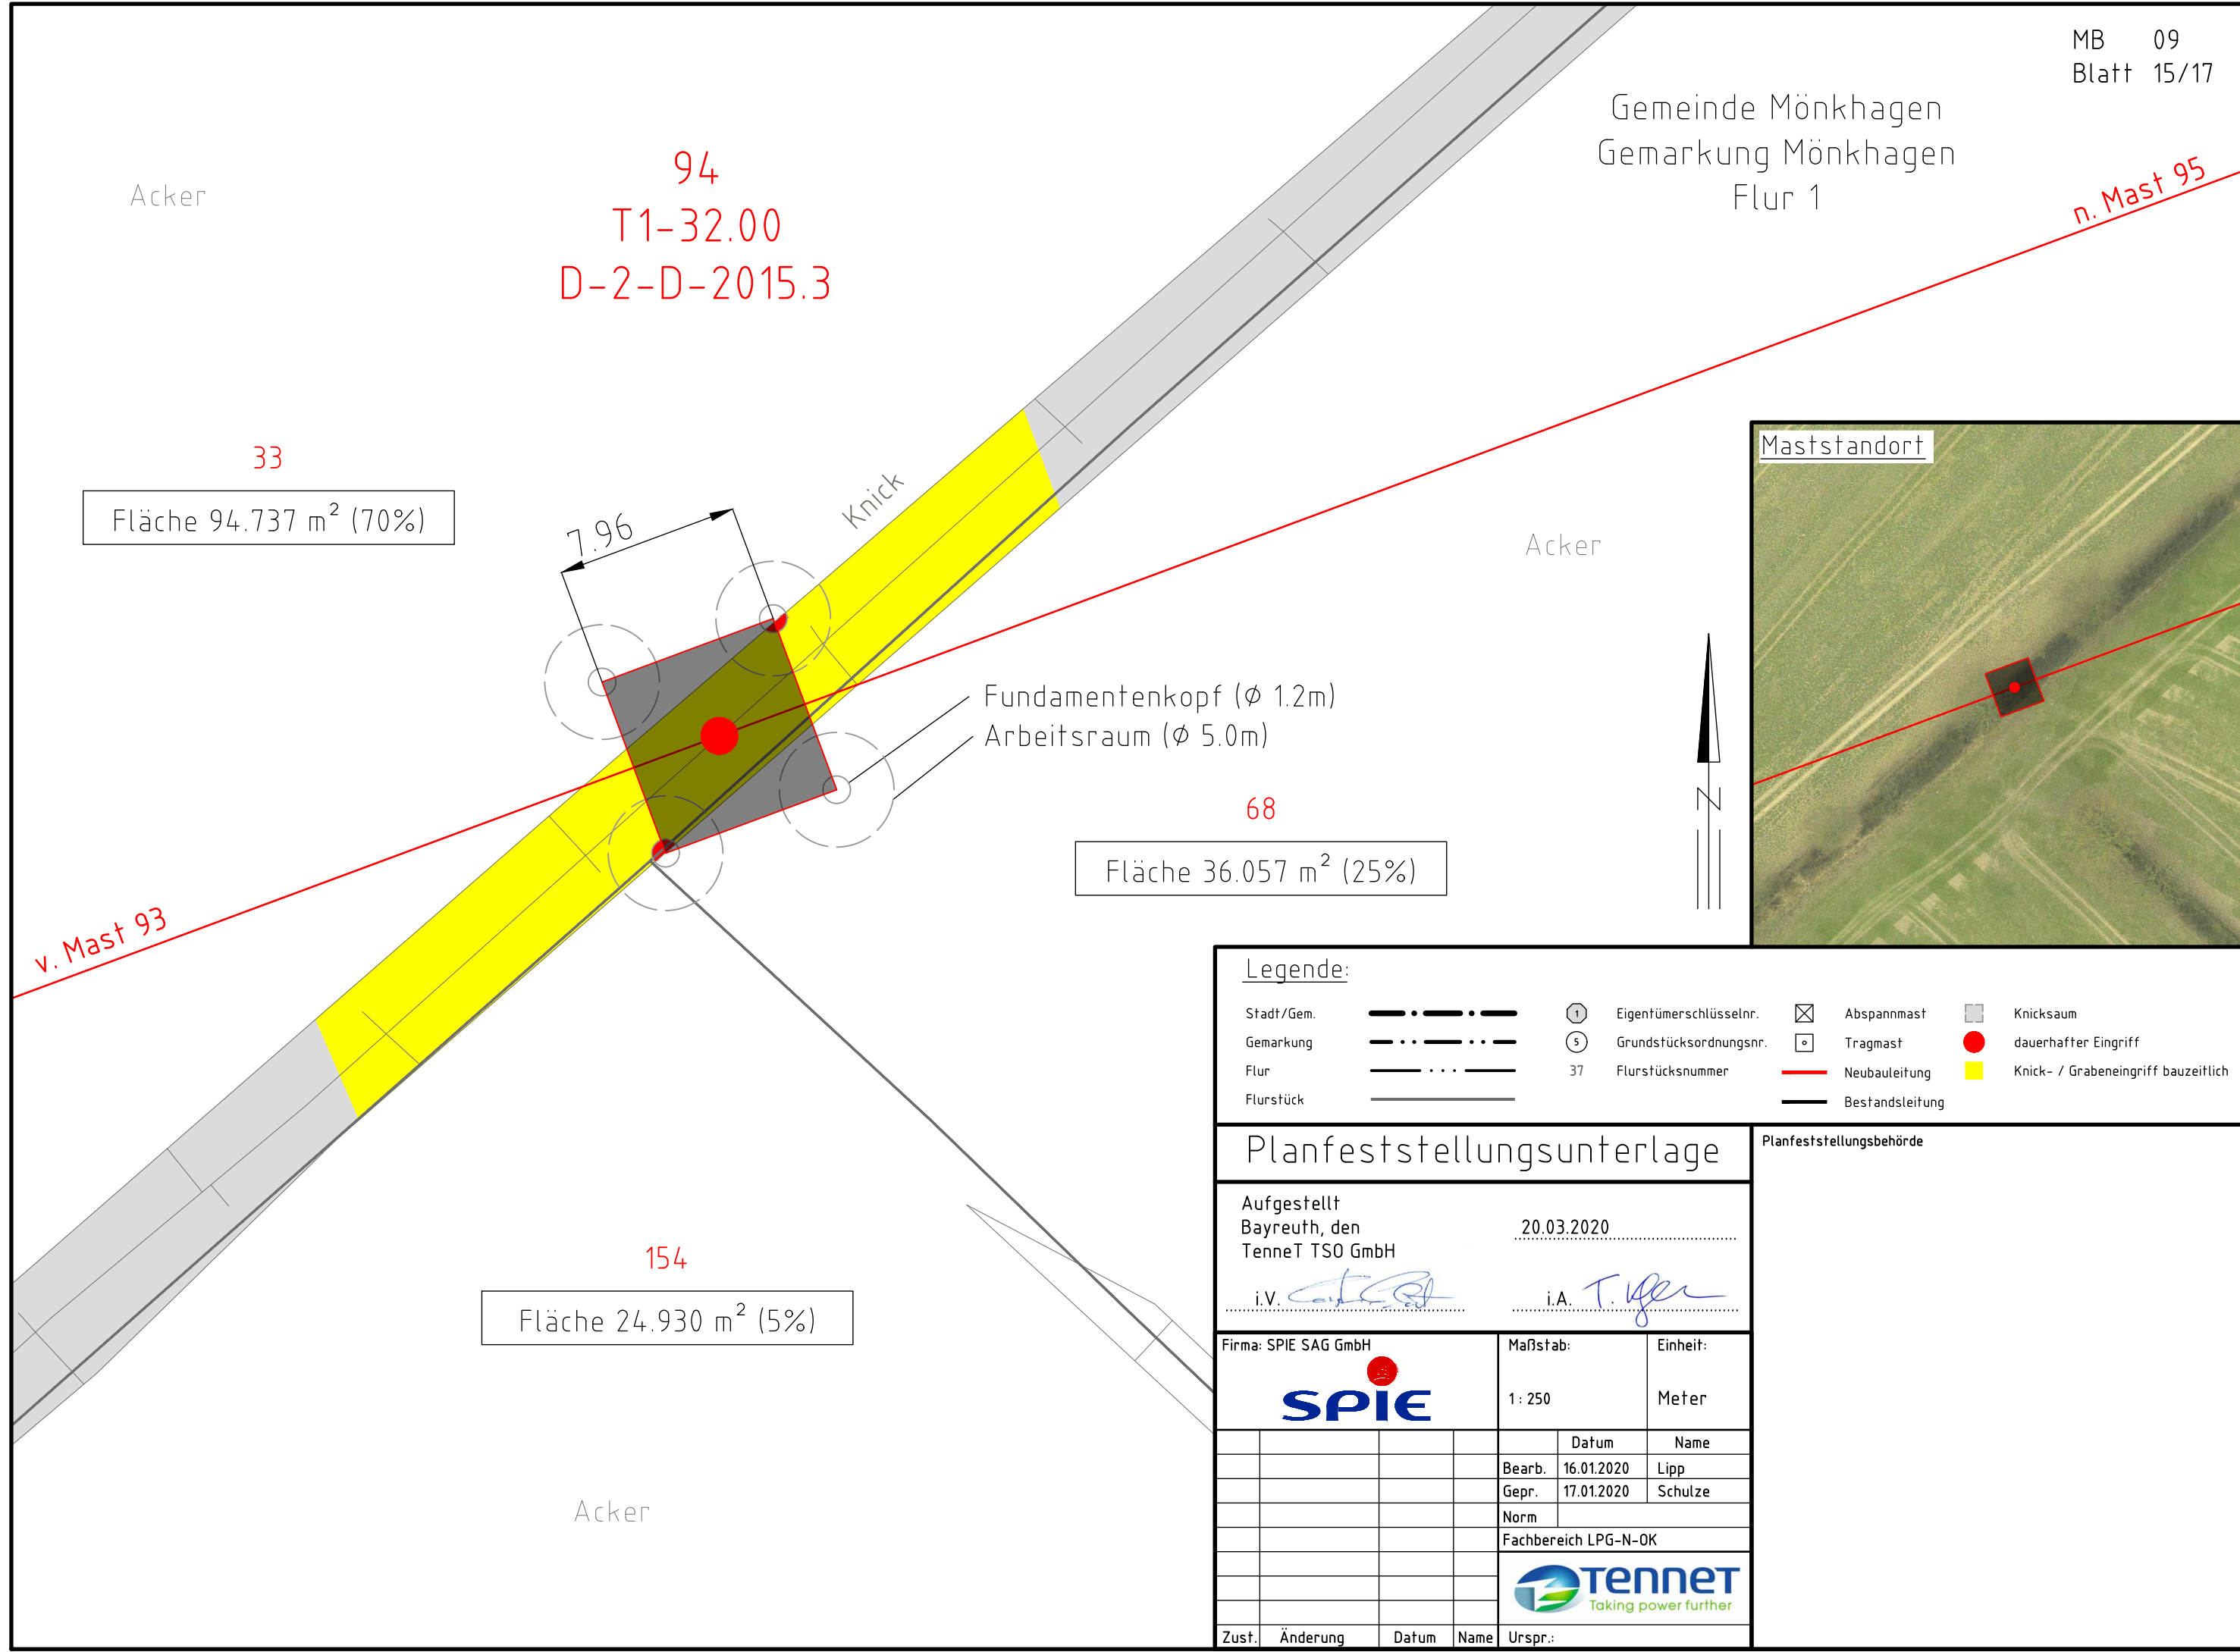 MB 09
Blatt 15/17
Gemeinde Mönkhagen
Gemarkung Mönkhagen
Flur 1
n. Mast 95
94
T1-32.00
D-2-D-2015.3
Acker
33
Fläche 94.737 m² (70%)
7.96
Knick
Acker
Maststandort
Fundamentenkopf (ϕ 1.2m)
Arbeitsraum (ϕ 5.0m)
N
68
Fläche 36.057 m² (25%)
v. Mast 93
154
Fläche 24.930 m² (5%)
Acker
Legende:
Stadt/Gem.
Gemarkung
Flur
Flurstück
1 Eigentümerschlüsselnr.
5 Grundstücksordnungsnr.
37 Flurstücksnummer
Abspannmast
Tragmast
Neubauleitung
Bestandsleitung
Knicksaum
dauerhafter Eingriff
Knick- / Grabeneingriff bauzeitlich
Planfeststellungsunterlage
Planfeststellungsbehörde
Aufgestellt
Bayreuth, den 20.03.2020
TenneT TSO GmbH
i.V. i.A.
Firma: SPIE SAG GmbH
SPIE
Maßstab: Einheit:
1 : 250 Meter
Datum Name
Bearb. 16.01.2020 Lipp
Gepr. 17.01.2020 Schulze
Norm
Fachbereich LPG-N-OK
TenneT
Taking power further
Zust. Änderung Datum Name Urspr.: